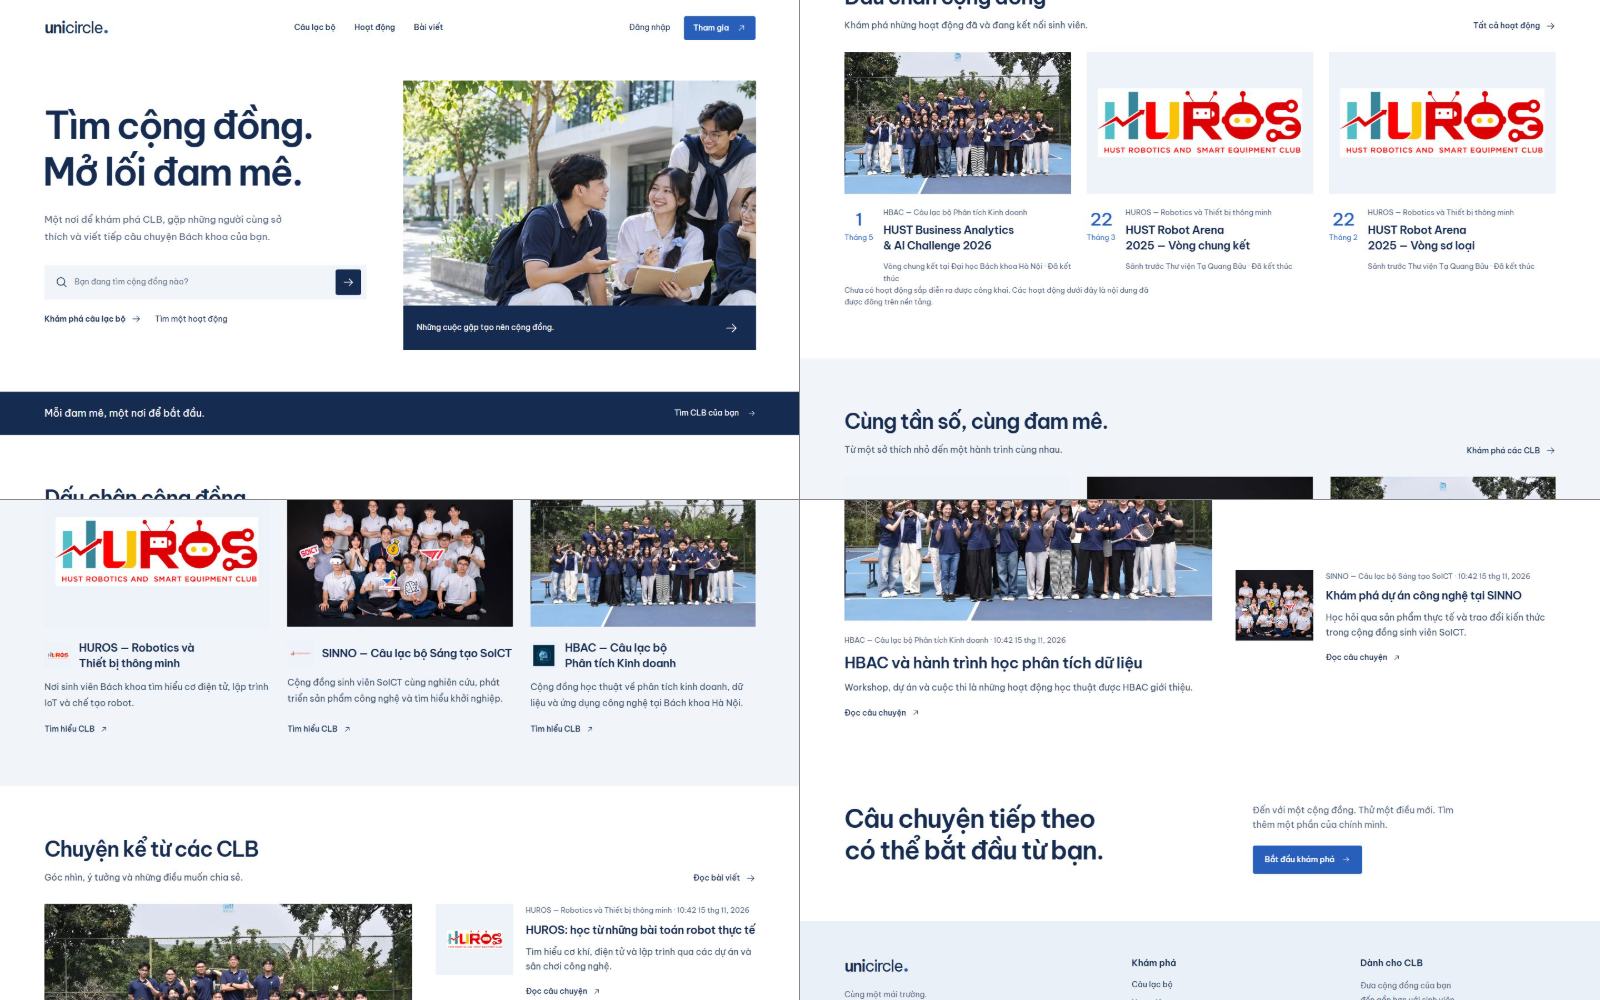 unicircle.
Câu lạc bộ
Hoạt động
Bài viết
Đăng nhập
Tham gia
Tìm cộng đồng.
Mở lối đam mê.
Một nơi để khám phá CLB, gặp những người cùng sở
thích và viết tiếp câu chuyện Bách khoa của bạn.
Bạn đang tìm cộng đồng nào?
Khám phá câu lạc bộ
Tìm một hoạt động
Những cuộc gặp tạo nên cộng đồng.
Mỗi đam mê, một nơi để bắt đầu.
Tìm CLB của bạn
Dấu chân cộng đồng
Dấu chân cộng đồng
Khám phá những hoạt động đã và đang kết nối sinh viên.
Tất cả hoạt động
HUROS
HUST ROBOTICS AND SMART EQUIPMENT CLUB
HUROS
HUST ROBOTICS AND SMART EQUIPMENT CLUB
1
Tháng 5
HBAC — Câu lạc bộ Phân tích Kinh doanh
HUST Business Analytics
& AI Challenge 2026
Vòng chung kết tại Đại học Bách khoa Hà Nội · Đã kết
thúc
22
Tháng 3
HUROS — Robotics và Thiết bị thông minh
HUST Robot Arena
2025 — Vòng chung kết
Sảnh trước Thư viện Tạ Quang Bửu · Đã kết thúc
22
Tháng 2
HUROS — Robotics và Thiết bị thông minh
HUST Robot Arena
2025 — Vòng sơ loại
Sảnh trước Thư viện Tạ Quang Bửu · Đã kết thúc
Chưa có hoạt động sắp diễn ra được công khai. Các hoạt động dưới đây là nội dung đã
được đăng trên nền tảng.
Cùng tần số, cùng đam mê.
Từ một sở thích nhỏ đến một hành trình cùng nhau.
Khám phá các CLB
HUROS
HUST ROBOTICS AND SMART EQUIPMENT CLUB
SOICT
HUROS — Robotics và
Thiết bị thông minh
Nơi sinh viên Bách khoa tìm hiểu cơ điện tử, lập trình
IoT và chế tạo robot.
Tìm hiểu CLB
SINNO — Câu lạc bộ Sáng tạo SoICT
Cộng đồng sinh viên SoICT cùng nghiên cứu, phát
triển sản phẩm công nghệ và tìm hiểu khởi nghiệp.
Tìm hiểu CLB
HBAC — Câu lạc bộ
Phân tích Kinh doanh
Cộng đồng học thuật về phân tích kinh doanh, dữ
liệu và ứng dụng công nghệ tại Bách khoa Hà Nội.
Tìm hiểu CLB
Chuyện kể từ các CLB
Góc nhìn, ý tưởng và những điều muốn chia sẻ.
Đọc bài viết
HUROS
HUROS — Robotics và Thiết bị thông minh · 10:42 15 thg 11, 2026
HUROS: học từ những bài toán robot thực tế
Tìm hiểu cơ khí, điện tử và lập trình qua các dự án và
sân chơi công nghệ.
Đọc câu chuyện
HBAC — Câu lạc bộ Phân tích Kinh doanh · 10:42 15 thg 11, 2026
HBAC và hành trình học phân tích dữ liệu
Workshop, dự án và cuộc thi là những hoạt động học thuật được HBAC giới thiệu.
Đọc câu chuyện
SINNO — Câu lạc bộ Sáng tạo SoICT · 10:42 15 thg 11, 2026
Khám phá dự án công nghệ tại SINNO
Học hỏi qua sản phẩm thực tế và trao đổi kiến thức
trong cộng đồng sinh viên SoICT.
Đọc câu chuyện
Câu chuyện tiếp theo
có thể bắt đầu từ bạn.
Đến với một cộng đồng. Thử một điều mới. Tìm
thêm một phần của chính mình.
Bắt đầu khám phá
unicircle.
Cùng một mái trường.
Khám phá
Câu lạc bộ
Dành cho CLB
Đưa cộng đồng của bạn